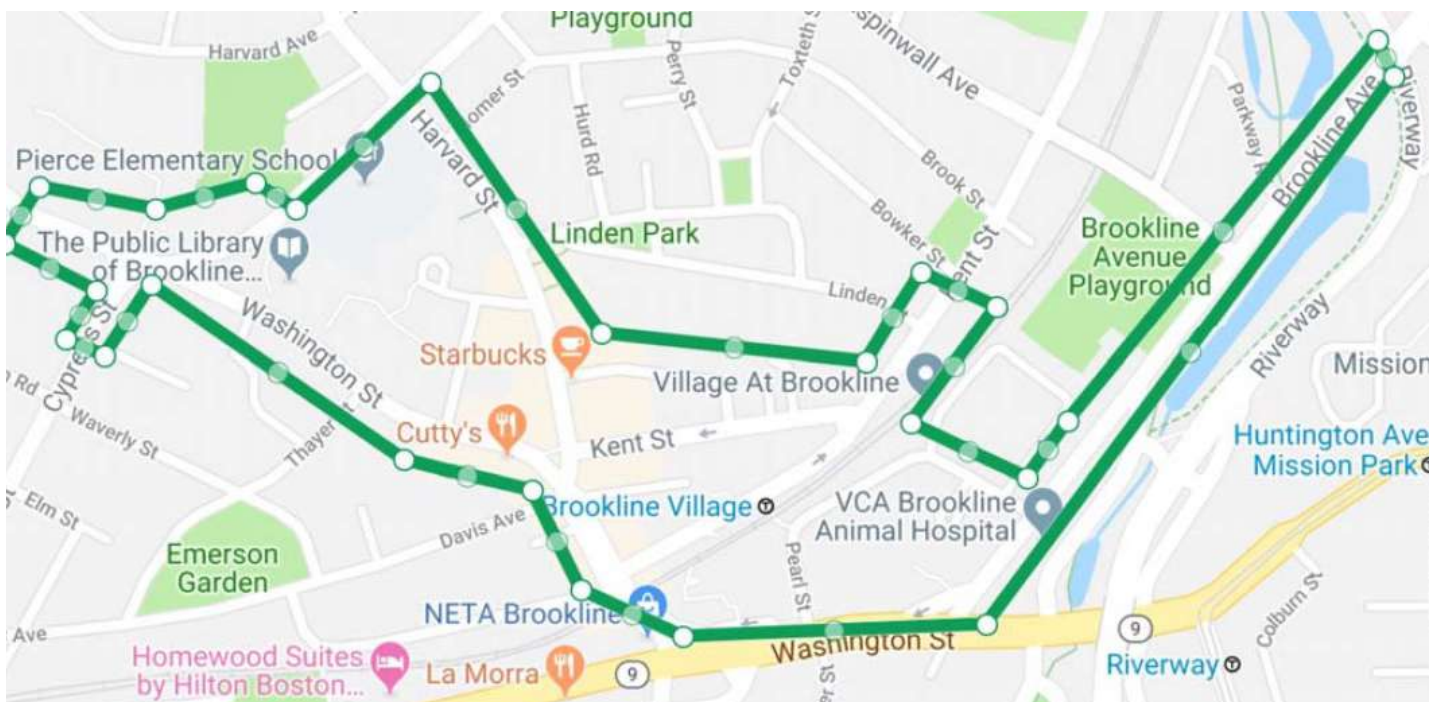 Playground
Harvard Ave
Perry St
Toxteth S
spinwall Ave
Riverway
Brookline Ave
Parkway R
omer St
Harvard St
Hurd Rd
Brook St
Pierce Elementary School
Bowker St
Kent St
Linden Park
Brookline
Avenue
Playground
The Public Library
of Brookline...
Linden
Riverway
Washington St
Cypress St
Starbucks
Village At Brookline
Mission
Rd
Waverly St
Thayer
Cutty's
Kent St
Huntington Ave
Mission Park
Elm St
Davis Ave
Brookline Village
VCA Brookline
Animal Hospital
Emerson
Garden
Pearl St
Colburn St
NETA Brookline
Ave
Washington St
9
Homewood Suites
by Hilton Boston...
La Morra
9
Riverway